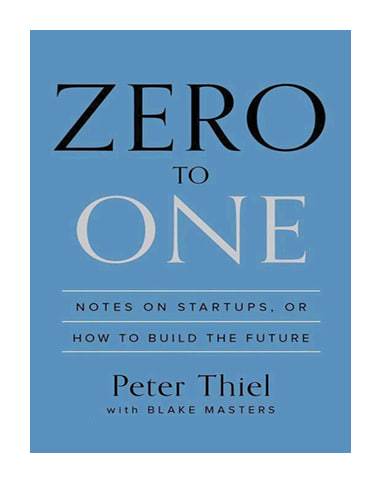 ZERO
TO
ONE
NOTES ON STARTUPS, OR
HOW TO BUILD THE FUTURE
Peter Thiel
with BLAKE MASTERS